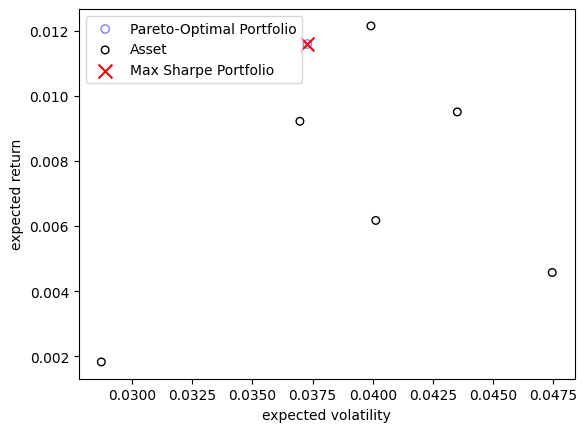 Pareto-Optimal Portfolio
Asset
Max Sharpe Portfolio
0.012
0.010
0.008
0.006
0.004
0.002
expected return
0.0300 0.0325 0.0350 0.0375 0.0400 0.0425 0.0450 0.0475
expected volatility